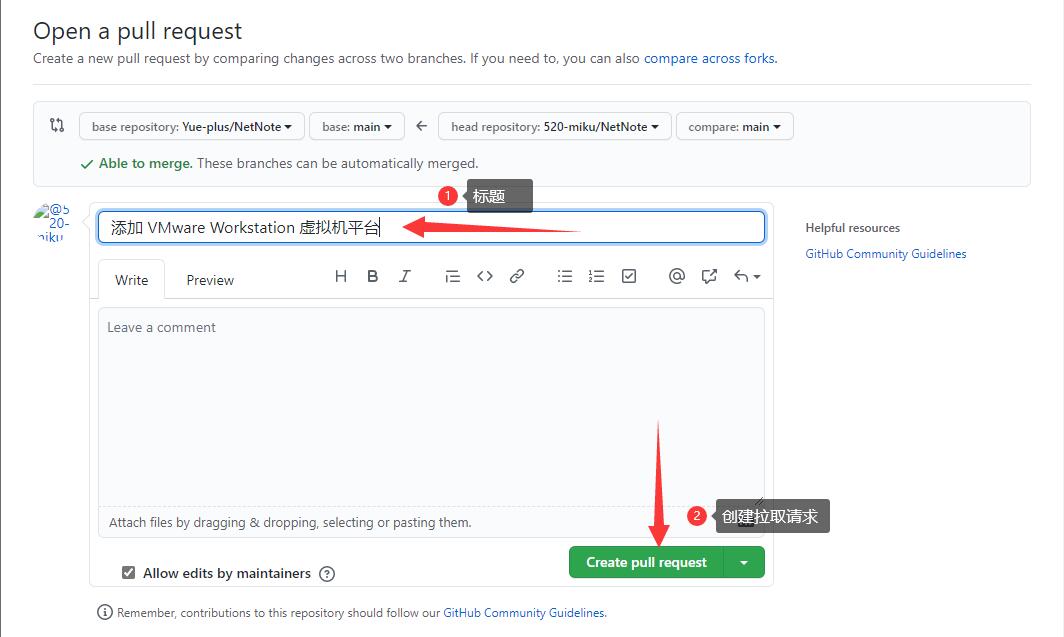 Open a pull request
Create a new pull request by comparing changes across two branches. If you need to, you can also compare across forks.
base repository: Yue-plus/NetNote base: main head repository: 520-miku/NetNote compare: main
Able to merge. These branches can be automatically merged.
1 标题
@5
20-
miku
添加 VMware Workstation 虚拟机平台
Helpful resources
GitHub Community Guidelines
Write Preview
Leave a comment
Attach files by dragging & dropping, selecting or pasting them.
2 创建拉取请求
Allow edits by maintainers
Create pull request
Remember, contributions to this repository should follow our GitHub Community Guidelines.